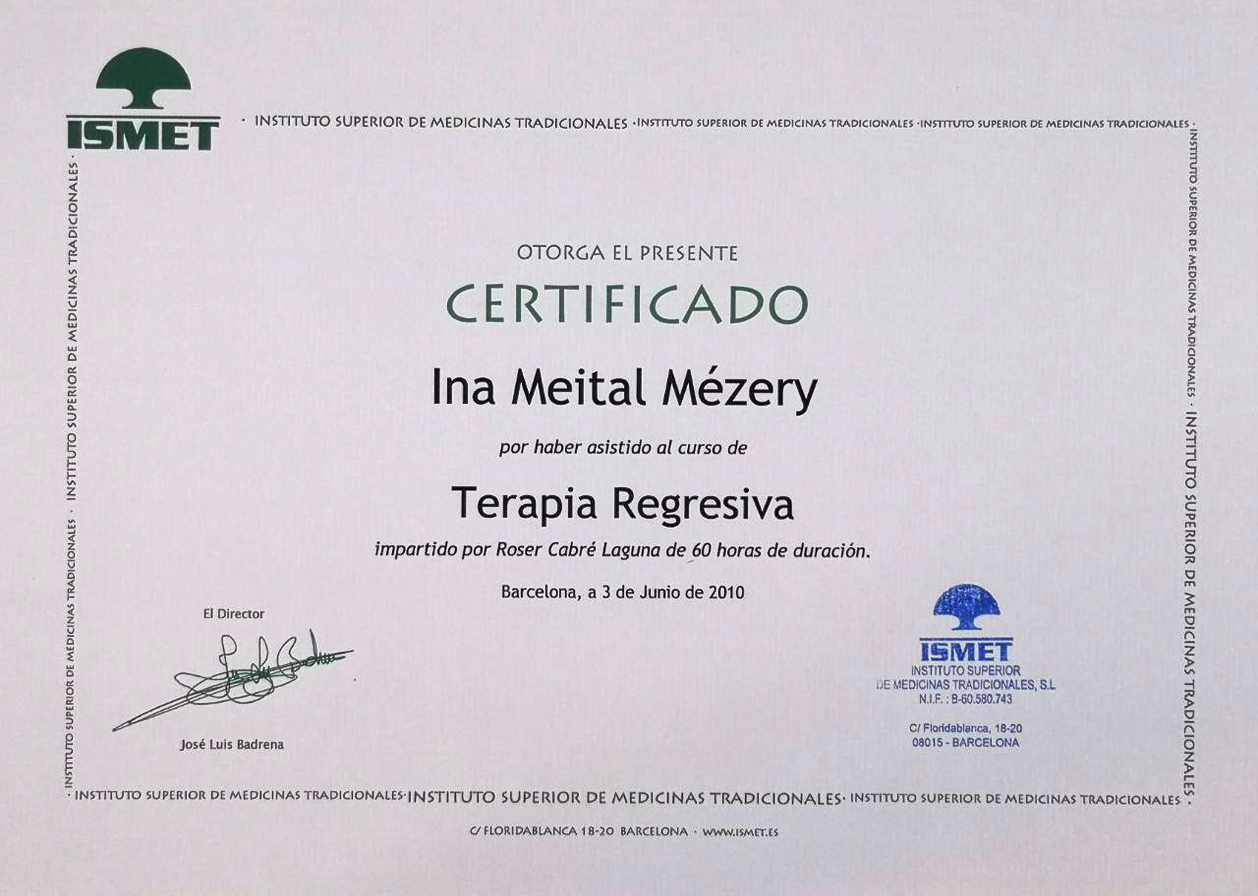 ISMET
· INSTITUTO SUPERIOR DE MEDICINAS TRADICIONALES ·INSTITUTO SUPERIOR DE MEDICINAS TRADICIONALES ·INSTITUTO SUPERIOR DE MEDICINAS TRADICIONALES ·
INSTITUTO SUPERIOR DE MEDICINAS TRADICIONALES · INSTITUTO SUPERIOR DE MEDICINAS TRADICIONALES ·
INSTITUTO SUPERIOR DE MEDICINAS TRADICIONALES · INSTITUTO SUPERIOR DE MEDICINAS TRADICIONALES ·
OTORGA EL PRESENTE
CERTIFICADO
Ina Meital Mézery
por haber asistido al curso de
Terapia Regresiva
impartido por Roser Cabré Laguna de 60 horas de duración.
Barcelona, a 3 de Junio de 2010
El Director
José Luis Badrena
ISMET
INSTITUTO SUPERIOR
DE MEDICINAS TRADICIONALES, S.L
N.I.F. : B-60.580.743
C/ Floridablanca, 18-20
08015 - BARCELONA
· INSTITUTO SUPERIOR DE MEDICINAS TRADICIONALES·INSTITUTO SUPERIOR DE MEDICINAS TRADICIONALES· INSTITUTO SUPERIOR DE MEDICINAS TRADICIONALES ·
C/ FLORIDABLANCA 18-20 BARCELONA · WWW.ISMET.ES